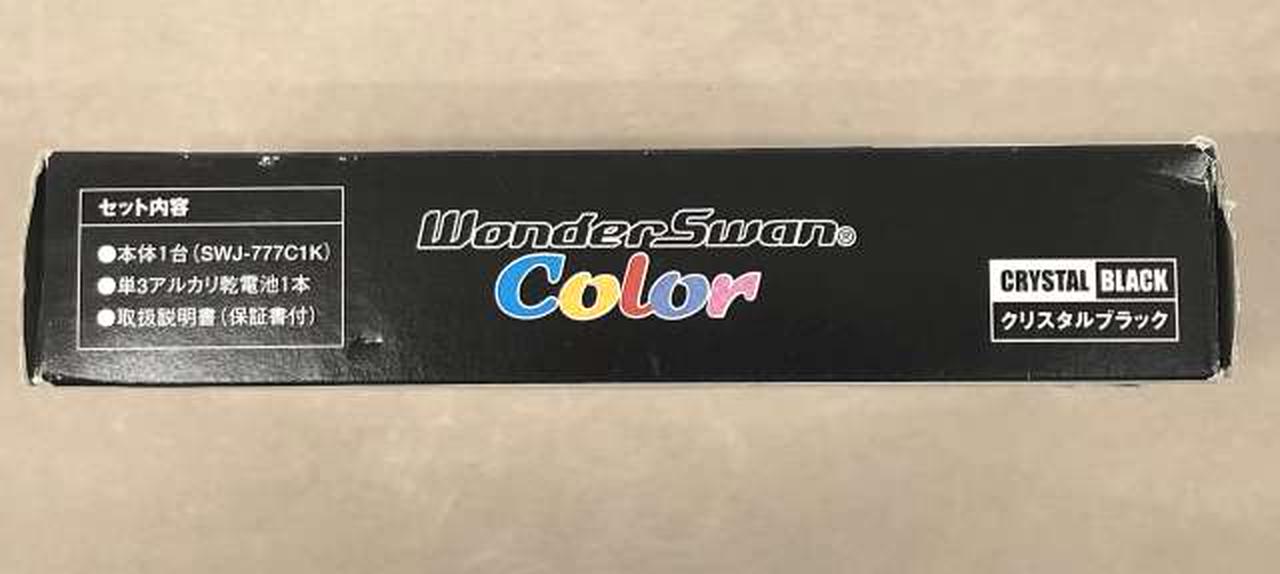 セット内容
●本体1台(SWJ-777C1K)
●単3アルカリ乾電池1本
●取扱説明書(保証書付)
WonderSwan®
Color
CRYSTAL BLACK
クリスタルブラック